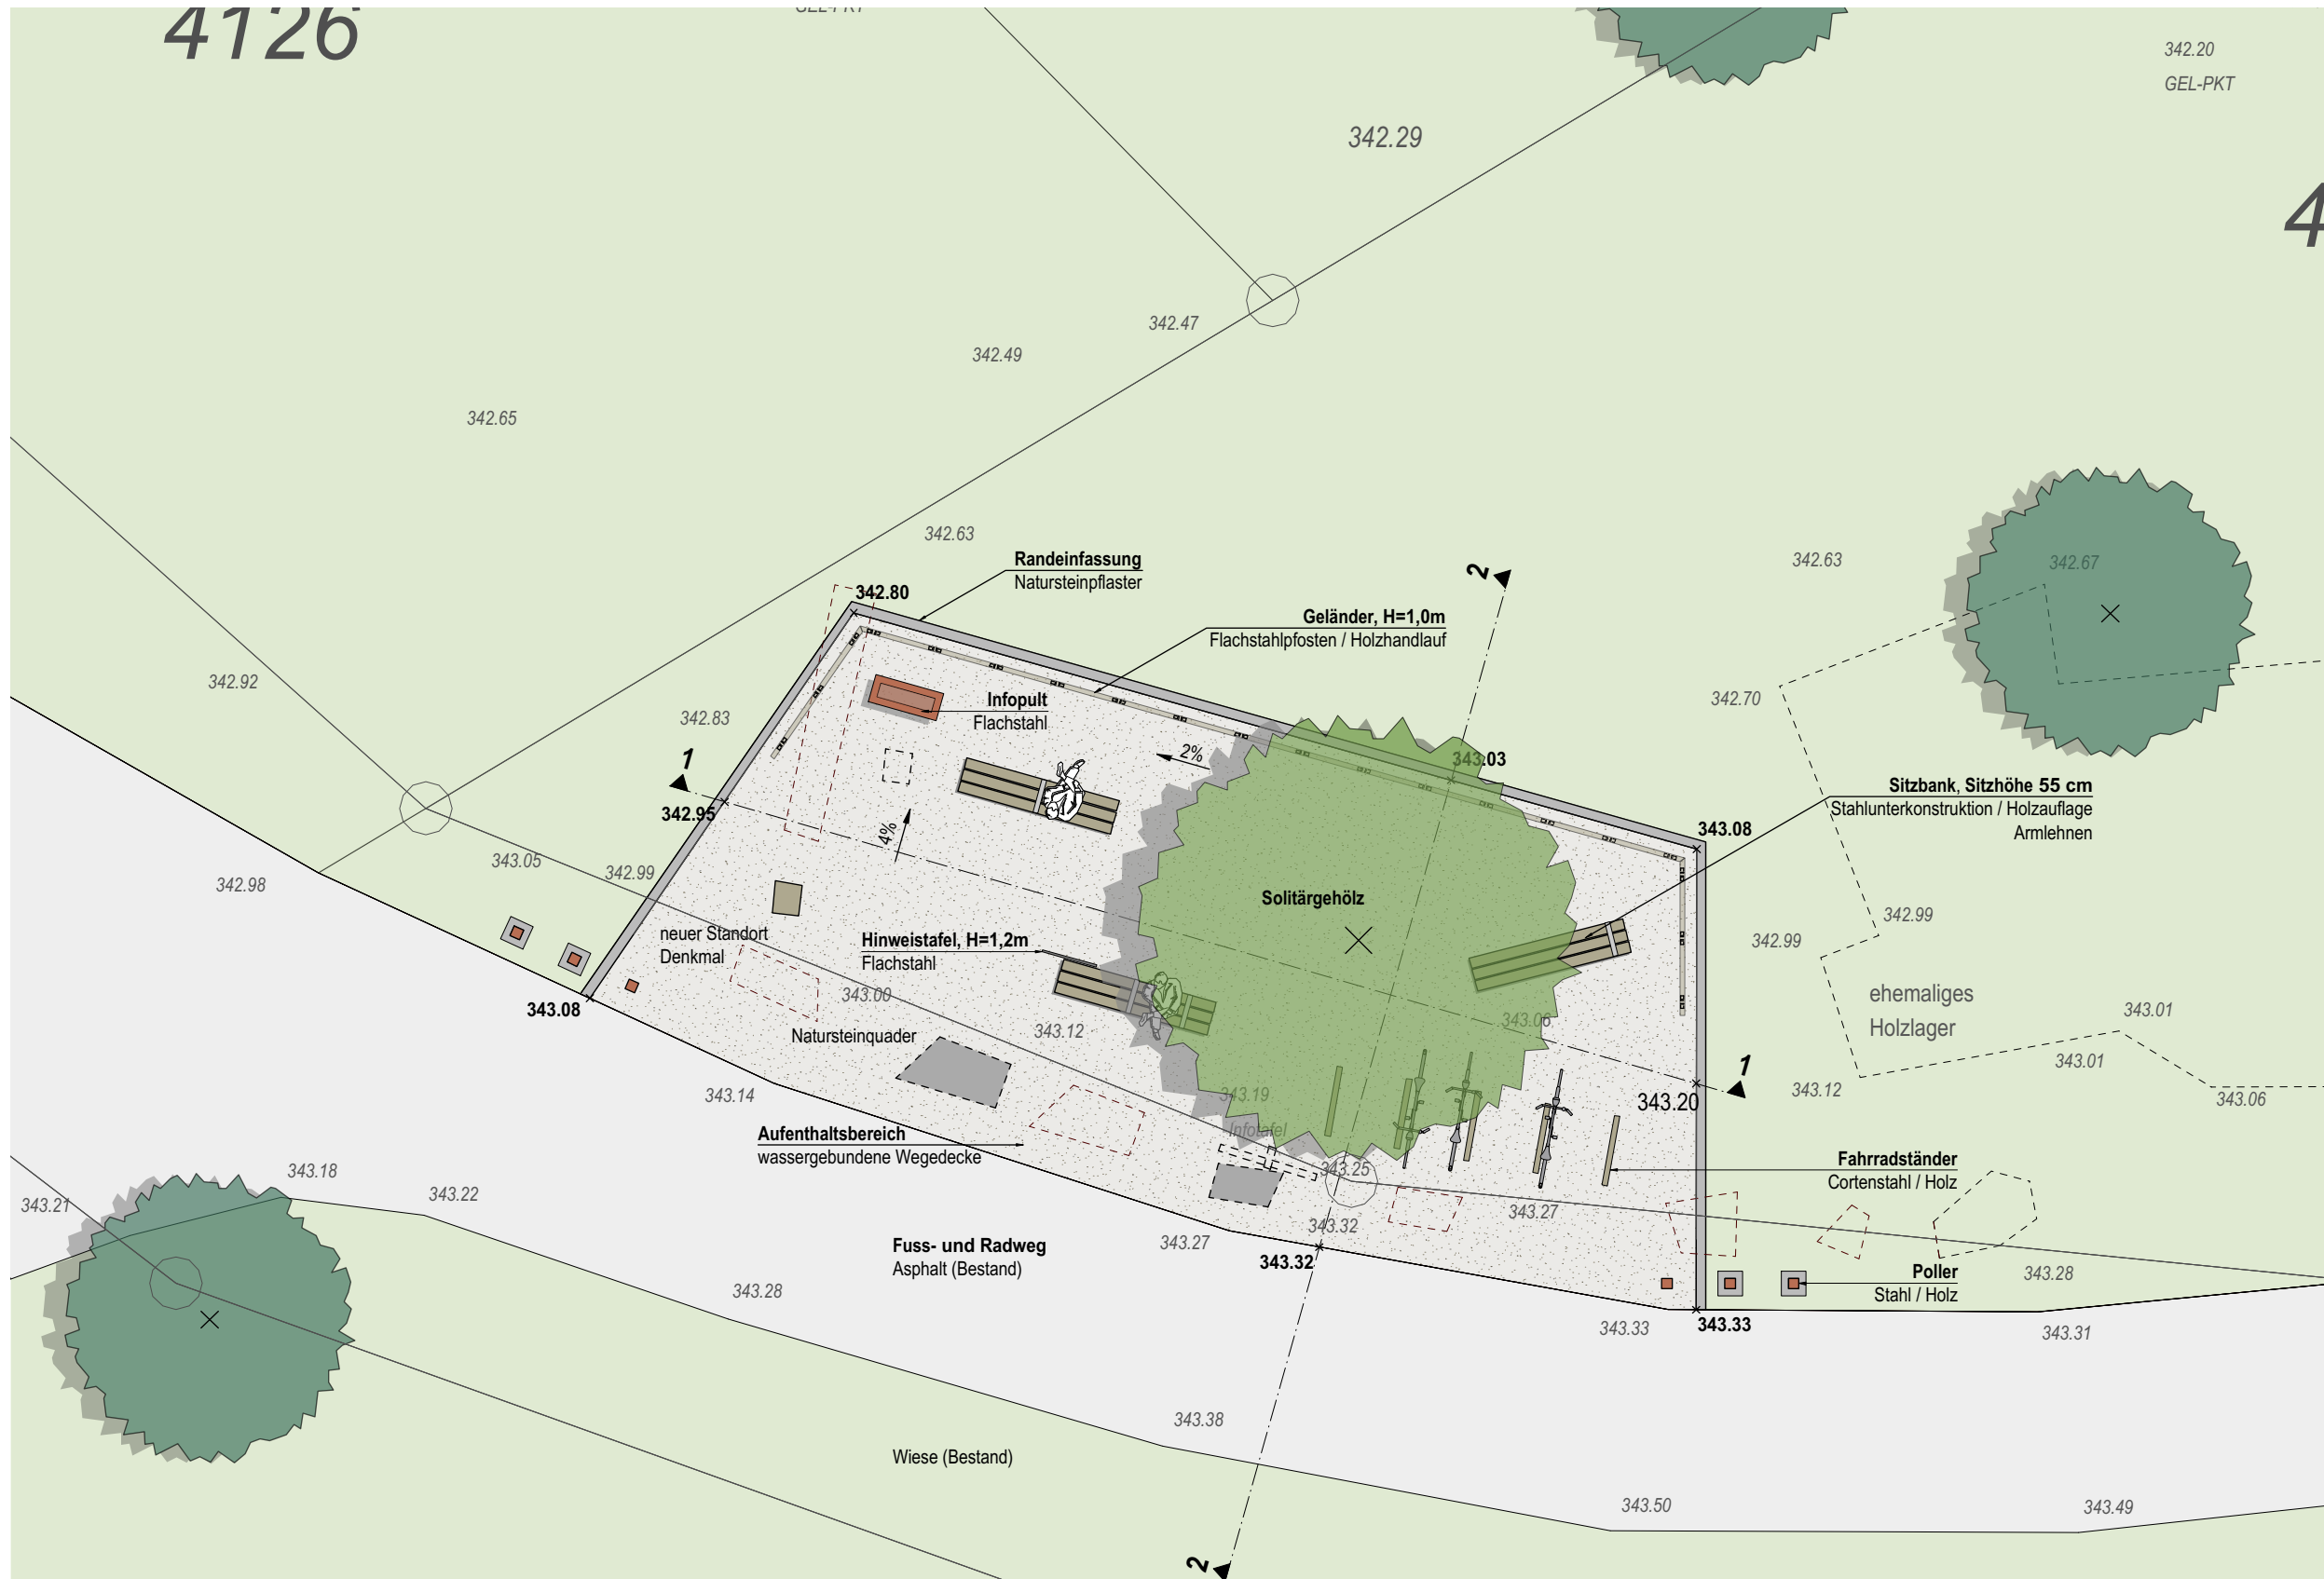 4126
342.20
GEL-PKT
342.29
4
342.47
342.49
342.65
342.63
Randeinfassung
Natursteinpflaster
342.63
342.67
342.80
2
Geländer, H=1,0m
Flachstahlpfosten / Holzhandlauf
342.92
342.83
Infopult
Flachstahl
342.70
2%
343.03
1
342.95
4%
Sitzbank, Sitzhöhe 55 cm
Stahlunterkonstruktion / Holzauflage
Armlehnen
343.08
343.05
342.99
342.98
Solitärgehölz
342.99
342.99
neuer Standort
Denkmal
Hinweistafel, H=1,2m
Flachstahl
343.08
343.00
343.12
343.06
ehemaliges
Holzlager
343.01
343.01
Natursteinquader
343.14
343.19
343.20
1
343.12
343.06
Infotafel
Aufenthaltsbereich
wassergebundene Wegedecke
343.25
Fahrradständer
Cortenstahl / Holz
343.18
343.22
343.21
343.27
343.32
343.27
343.32
Fuss- und Radweg
Asphalt (Bestand)
Poller
Stahl / Holz
343.28
343.28
343.33
343.33
343.31
343.38
Wiese (Bestand)
343.50
343.49
2